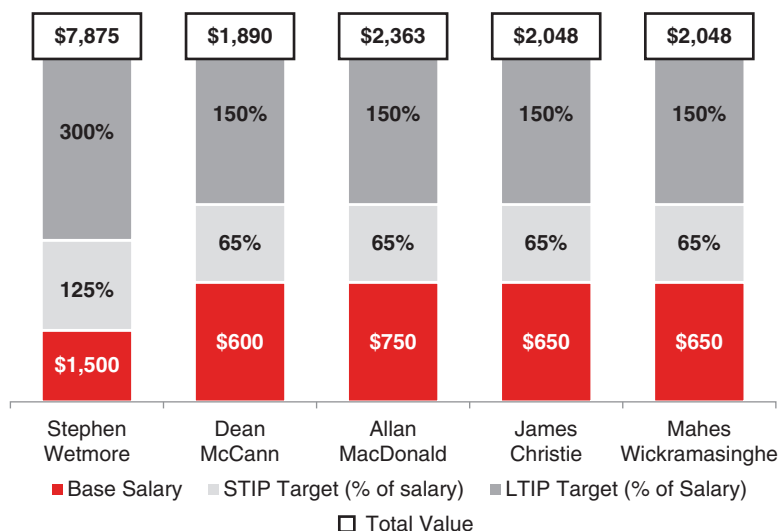 $7,875 $1,890 $2,363 $2,048 $2,048
300% 150% 150% 150% 150%
125% 65% 65% 65% 65%
$1,500 $600 $750 $650 $650
Stephen Wetmore
Dean McCann
Allan MacDonald
James Christie
Mahes Wickramasinghe
Base Salary STIP Target (% of salary) LTIP Target (% of Salary)
Total Value